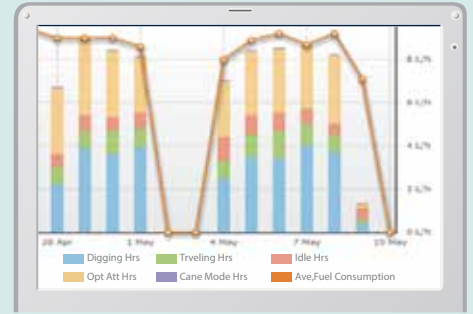 8 L/h
6 L/h
4 L/h
2 L/h
0 L/h
28 Apr 1 May 4 May 7 May 10 May
Digging Hrs Trveling Hrs Idle Hrs
Opt Att Hrs Cane Mode Hrs Ave,Fuel Consumption